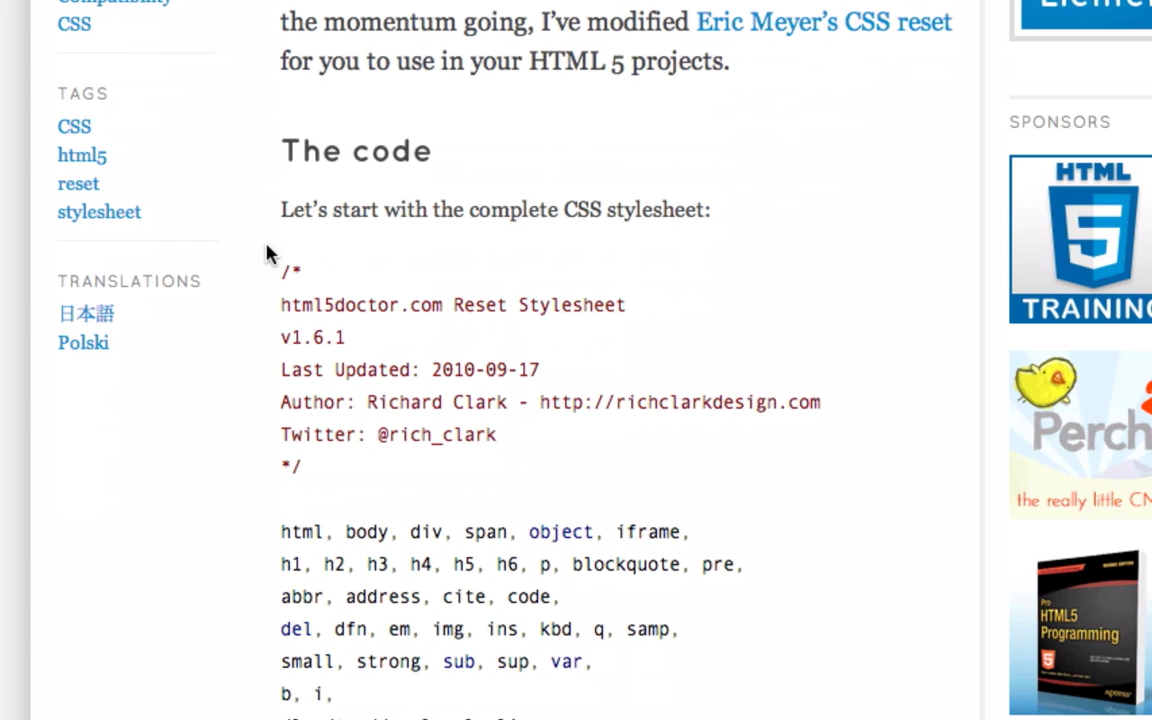 CSS
TAGS
CSS
html5
reset
stylesheet
TRANSLATIONS
日本語
Polski
the momentum going, I’ve modified Eric Meyer’s CSS reset
for you to use in your HTML 5 projects.
The code
Let’s start with the complete CSS stylesheet:
/*
html5doctor.com Reset Stylesheet
v1.6.1
Last Updated: 2010-09-17
Author: Richard Clark - http://richclarkdesign.com
Twitter: @rich_clark
*/
html, body, div, span, object, iframe,
h1, h2, h3, h4, h5, h6, p, blockquote, pre,
abbr, address, cite, code,
del, dfn, em, img, ins, kbd, q, samp,
small, strong, sub, sup, var,
b, i,
SPONSORS
HTML
5
TRAINING
Perch
the really little
Pro
HTML5
Programming
Apress